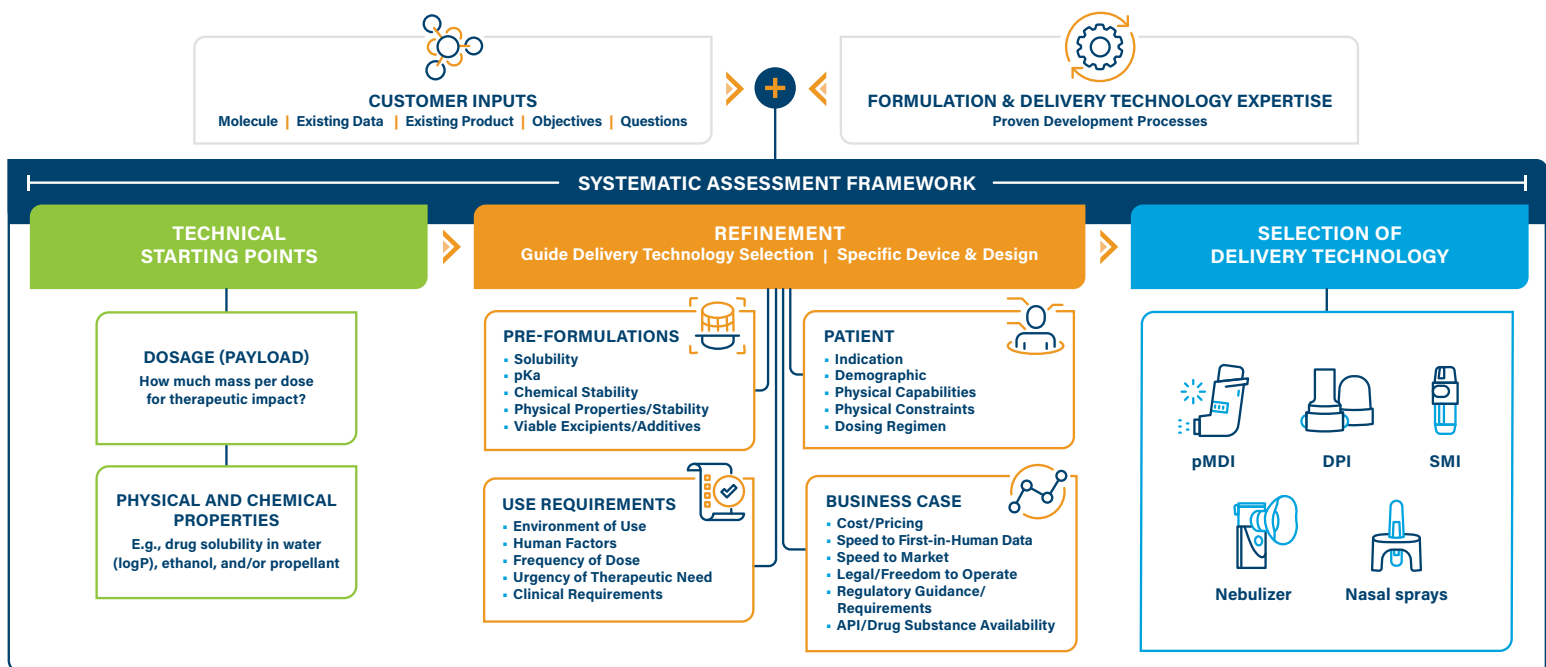 CUSTOMER INPUTS
Molecule | Existing Data | Existing Product | Objectives | Questions
FORMULATION & DELIVERY TECHNOLOGY EXPERTISE
Proven Development Processes
SYSTEMATIC ASSESSMENT FRAMEWORK
TECHNICAL
STARTING POINTS
DOSAGE (PAYLOAD)
How much mass per dose
for therapeutic impact?
PHYSICAL AND CHEMICAL
PROPERTIES
E.g., drug solubility in water
(logP), ethanol, and/or propellant
REFINEMENT
Guide Delivery Technology Selection | Specific Device & Design
PRE-FORMULATIONS
▪ Solubility
▪ pKa
▪ Chemical Stability
▪ Physical Properties/Stability
▪ Viable Excipients/Additives
PATIENT
▪ Indication
▪ Demographic
▪ Physical Capabilities
▪ Physical Constraints
▪ Dosing Regimen
USE REQUIREMENTS
▪ Environment of Use
▪ Human Factors
▪ Frequency of Dose
▪ Urgency of Therapeutic Need
▪ Clinical Requirements
BUSINESS CASE
▪ Cost/Pricing
▪ Speed to First-in-Human Data
▪ Speed to Market
▪ Legal/Freedom to Operate
▪ Regulatory Guidance/
Requirements
▪ API/Drug Substance Availability
SELECTION OF
DELIVERY TECHNOLOGY
pMDI
DPI
SMI
Nebulizer
Nasal sprays